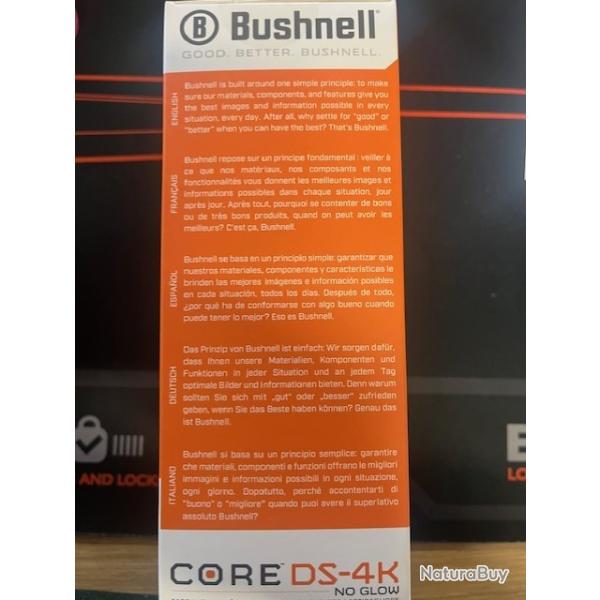 B Bushnell®
GOOD. BETTER. BUSHNELL.
ENGLISH
Bushnell is built around one simple principle: to make
sure our materials, components, and features give you
the best images and information possible in every
situation, every day. After all, why settle for "good" or
"better" when you can have the best? That's Bushnell.
FRANÇAIS
Bushnell repose sur un principe fondamental : veiller à
ce que nos matériaux, nos composants et nos
fonctionnalités vous donnent les meilleures images et
informations possibles dans chaque situation, jour
après jour. Après tout, pourquoi se contenter de bons
ou de très bons produits, quand on peut avoir les
meilleurs? C'est ça, Bushnell.
ESPAÑOL
Bushnell se basa en un principio simple: garantizar que
nuestros materiales, componentes y características le
brinden las mejores imágenes e información posibles
en cada situación, todos los días. Después de todo,
¿por qué ha de conformarse con algo bueno cuando
puede tener lo mejor? Eso es Bushnell.
DEUTSCH
Das Prinzip von Bushnell ist einfach: Wir sorgen dafür,
dass Ihnen unsere Materialien, Komponenten und
Funktionen in jeder Situation und an jedem Tag
optimale Bilder und Informationen bieten. Denn warum
sollten Sie sich mit „gut" oder „besser" zufrieden
geben, wenn Sie das Beste haben können? Genau das
ist Bushnell.
ITALIANO
Bushnell si basa su un principio semplice: garantire
che materiali, componenti e funzioni offrano le migliori
immagini e informazioni possibili in ogni situazione,
ogni giorno. Dopotutto, perché accontentarti di
"buono" o "migliore" quando puoi avere il superlativo
assoluto Bushnell?
CORE™ DS-4K
NO GLOW
AND LOCK
B
LO
NaturaBuy